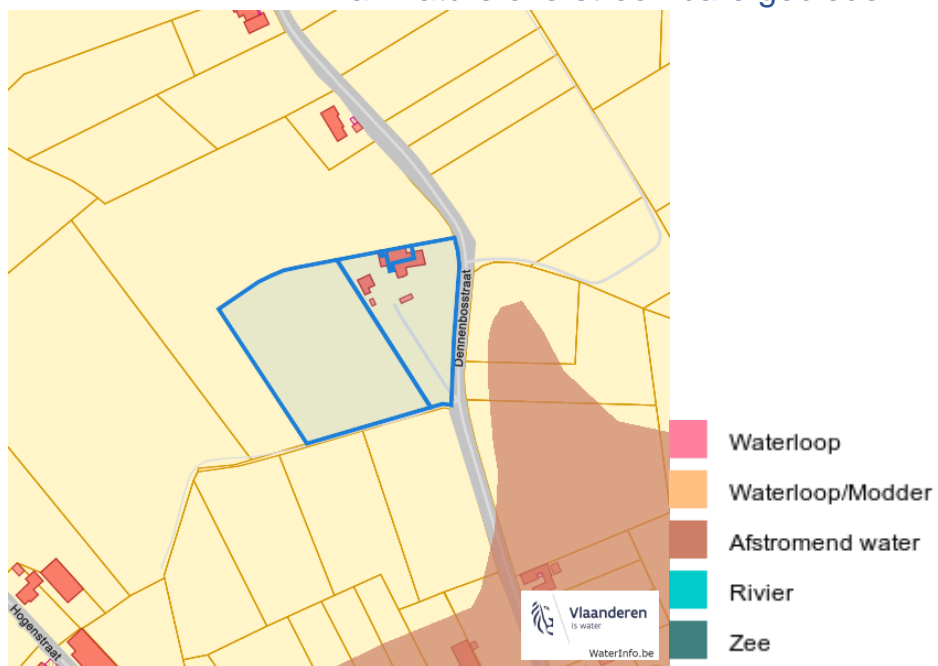 Dennenbosstraat
Hogenstraat
Vlaanderen
is water
WaterInfo.be
Waterloop
Waterloop/Modder
Afstromend water
Rivier
Zee